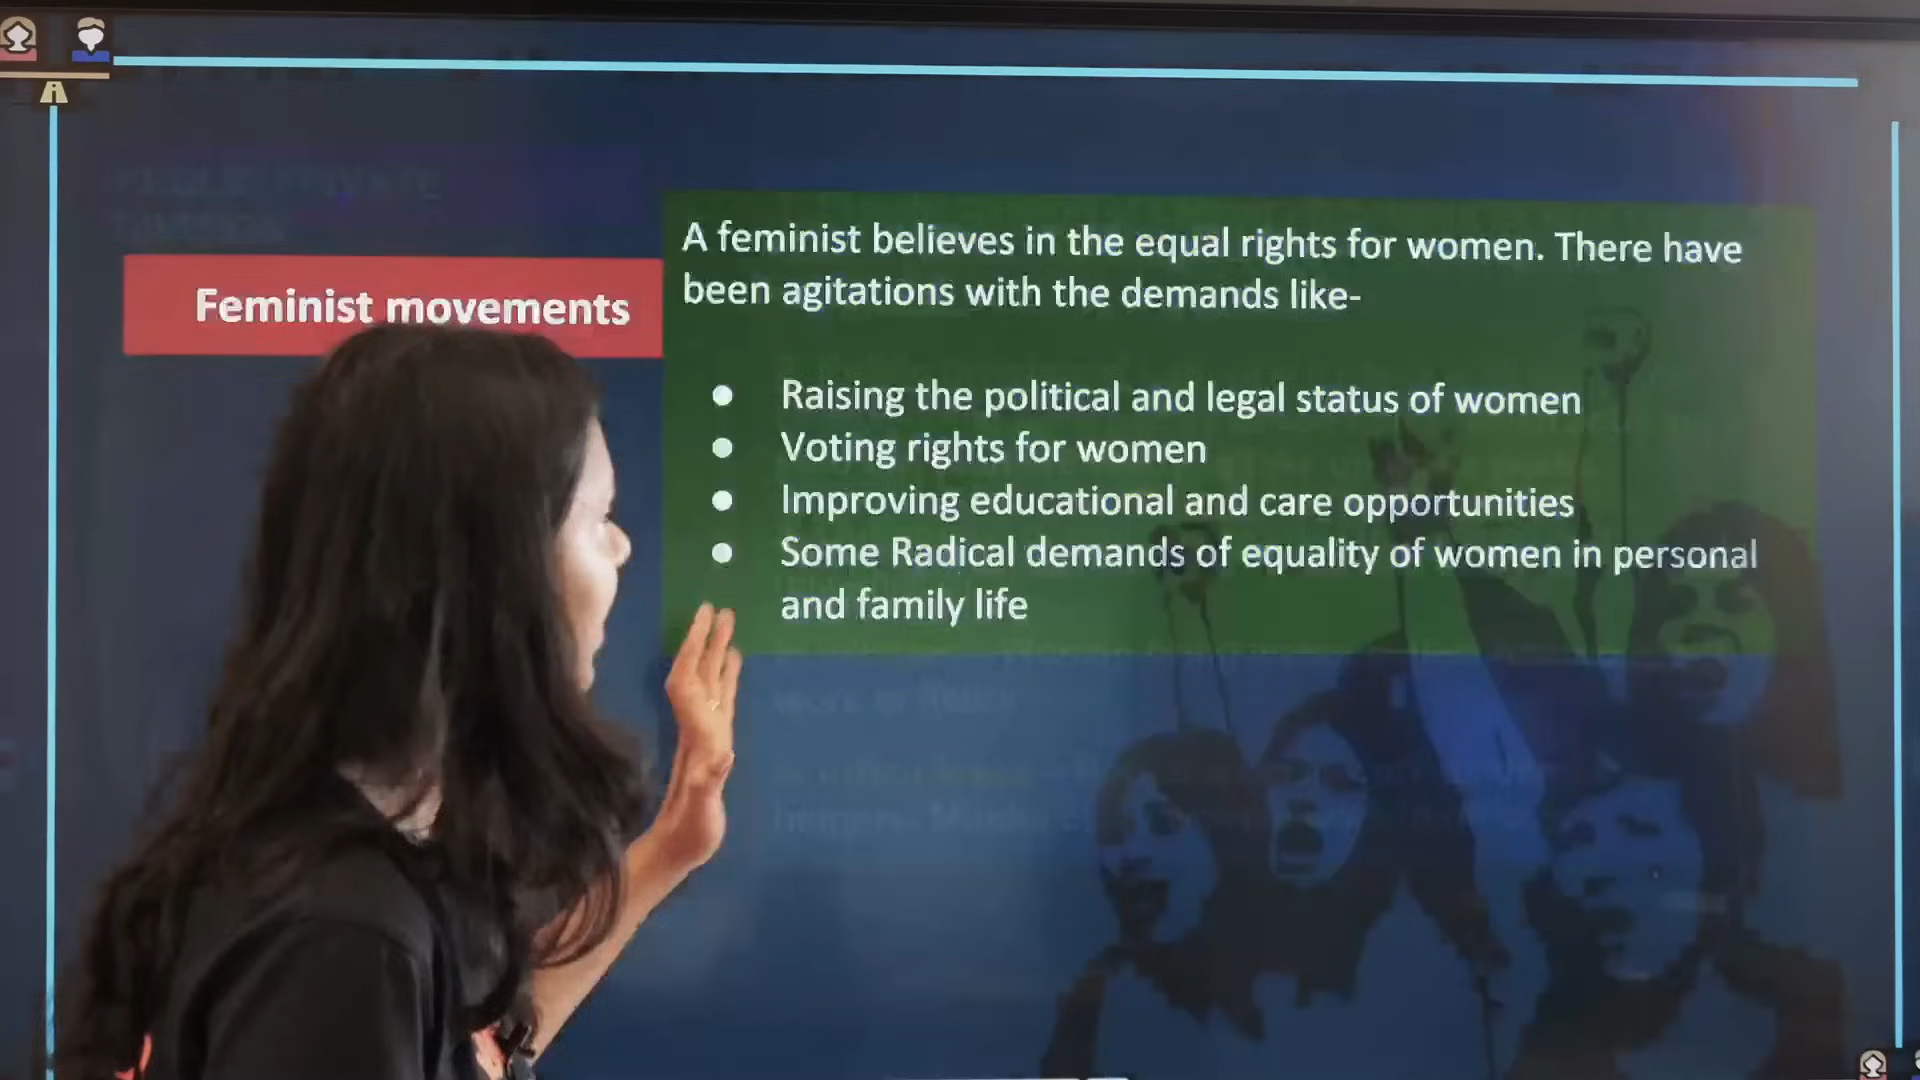 Feminist movements
A feminist believes in the equal rights for women. There have
been agitations with the demands like-
● Raising the political and legal status of women
● Voting rights for women
● Improving educational and care opportunities
● Some Radical demands of equality of women in personal
and family life